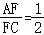 AF/FC = 1/2